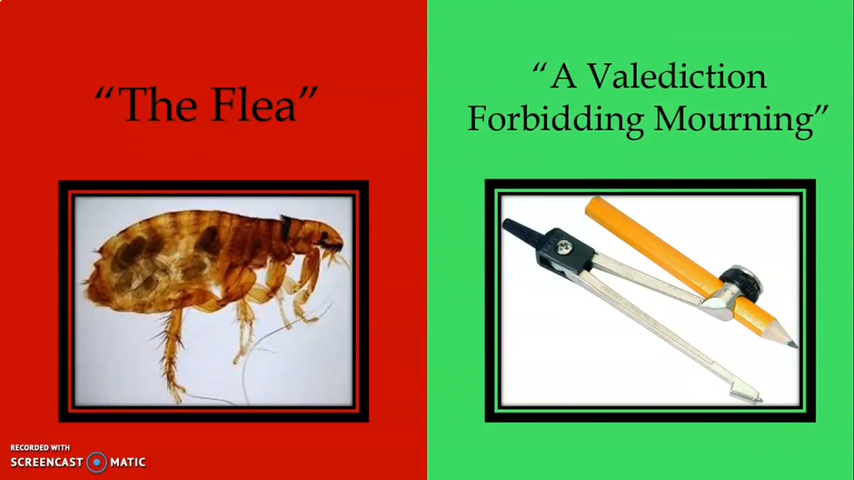 “The Flea”
“A Valediction
Forbidding Mourning”
RECORDED WITH
SCREENCAST MATIC